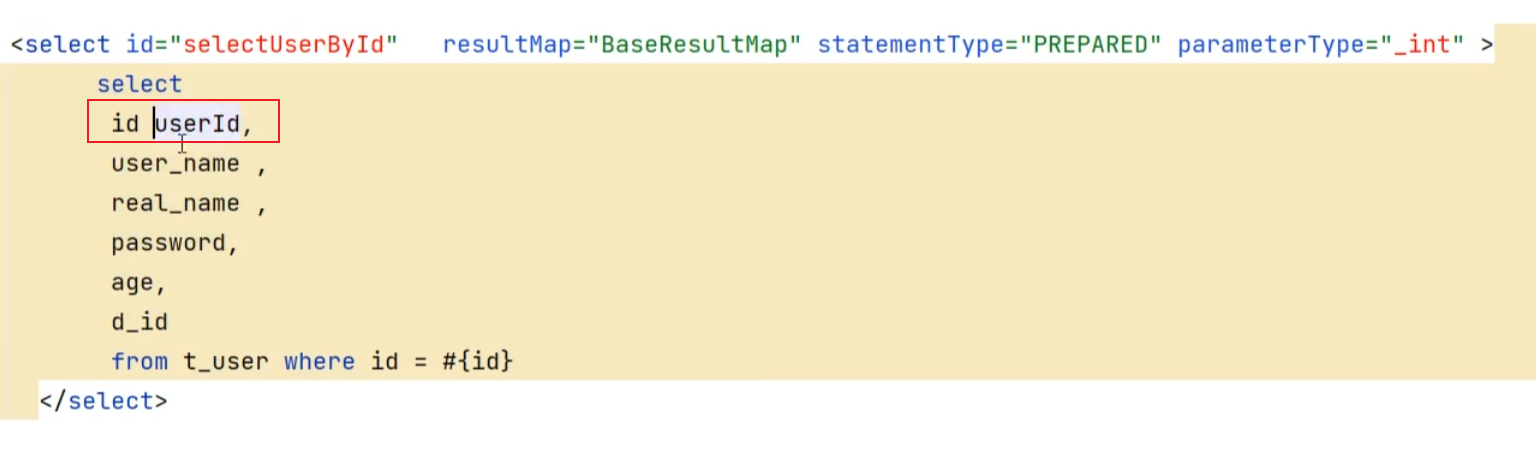 <select id="selectUserById" resultMap="BaseResultMap" statementType="PREPARED" parameterType="_int" >
select
id userId,
user_name ,
real_name ,
password,
age,
d_id
from t_user where id = #{id}
</select>